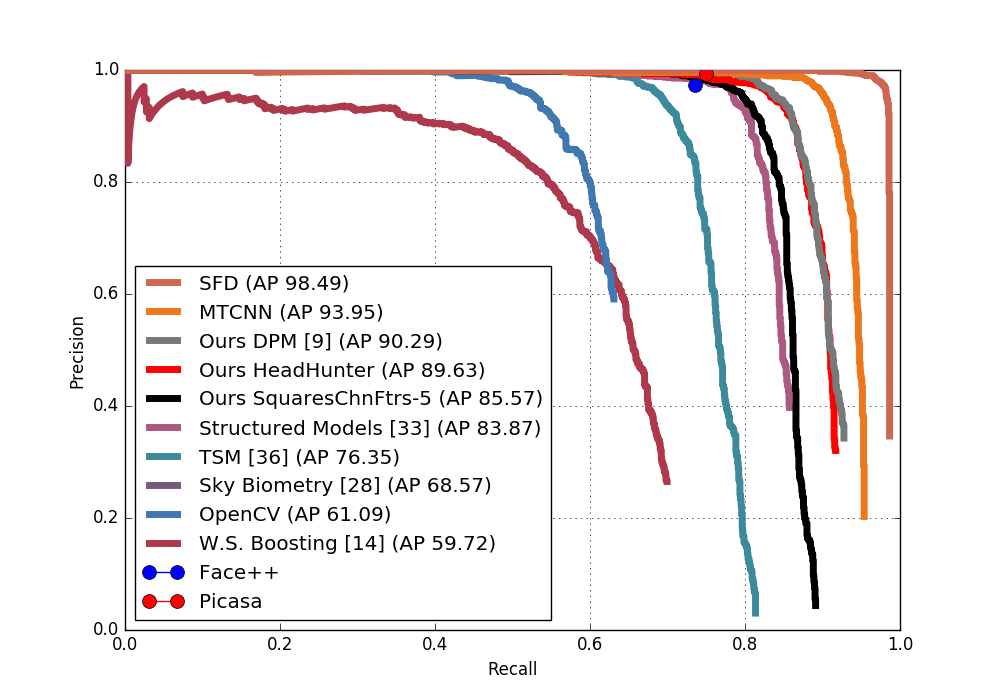 1.0
0.8
0.6
0.4
0.2
0.0
Precision
SFD (AP 98.49)
MTCNN (AP 93.95)
Ours DPM [9] (AP 90.29)
Ours HeadHunter (AP 89.63)
Ours SquaresChnFtrs-5 (AP 85.57)
Structured Models [33] (AP 83.87)
TSM [36] (AP 76.35)
Sky Biometry [28] (AP 68.57)
OpenCV (AP 61.09)
W.S. Boosting [14] (AP 59.72)
Face++
Picasa
0.0 0.2 0.4 0.6 0.8 1.0
Recall